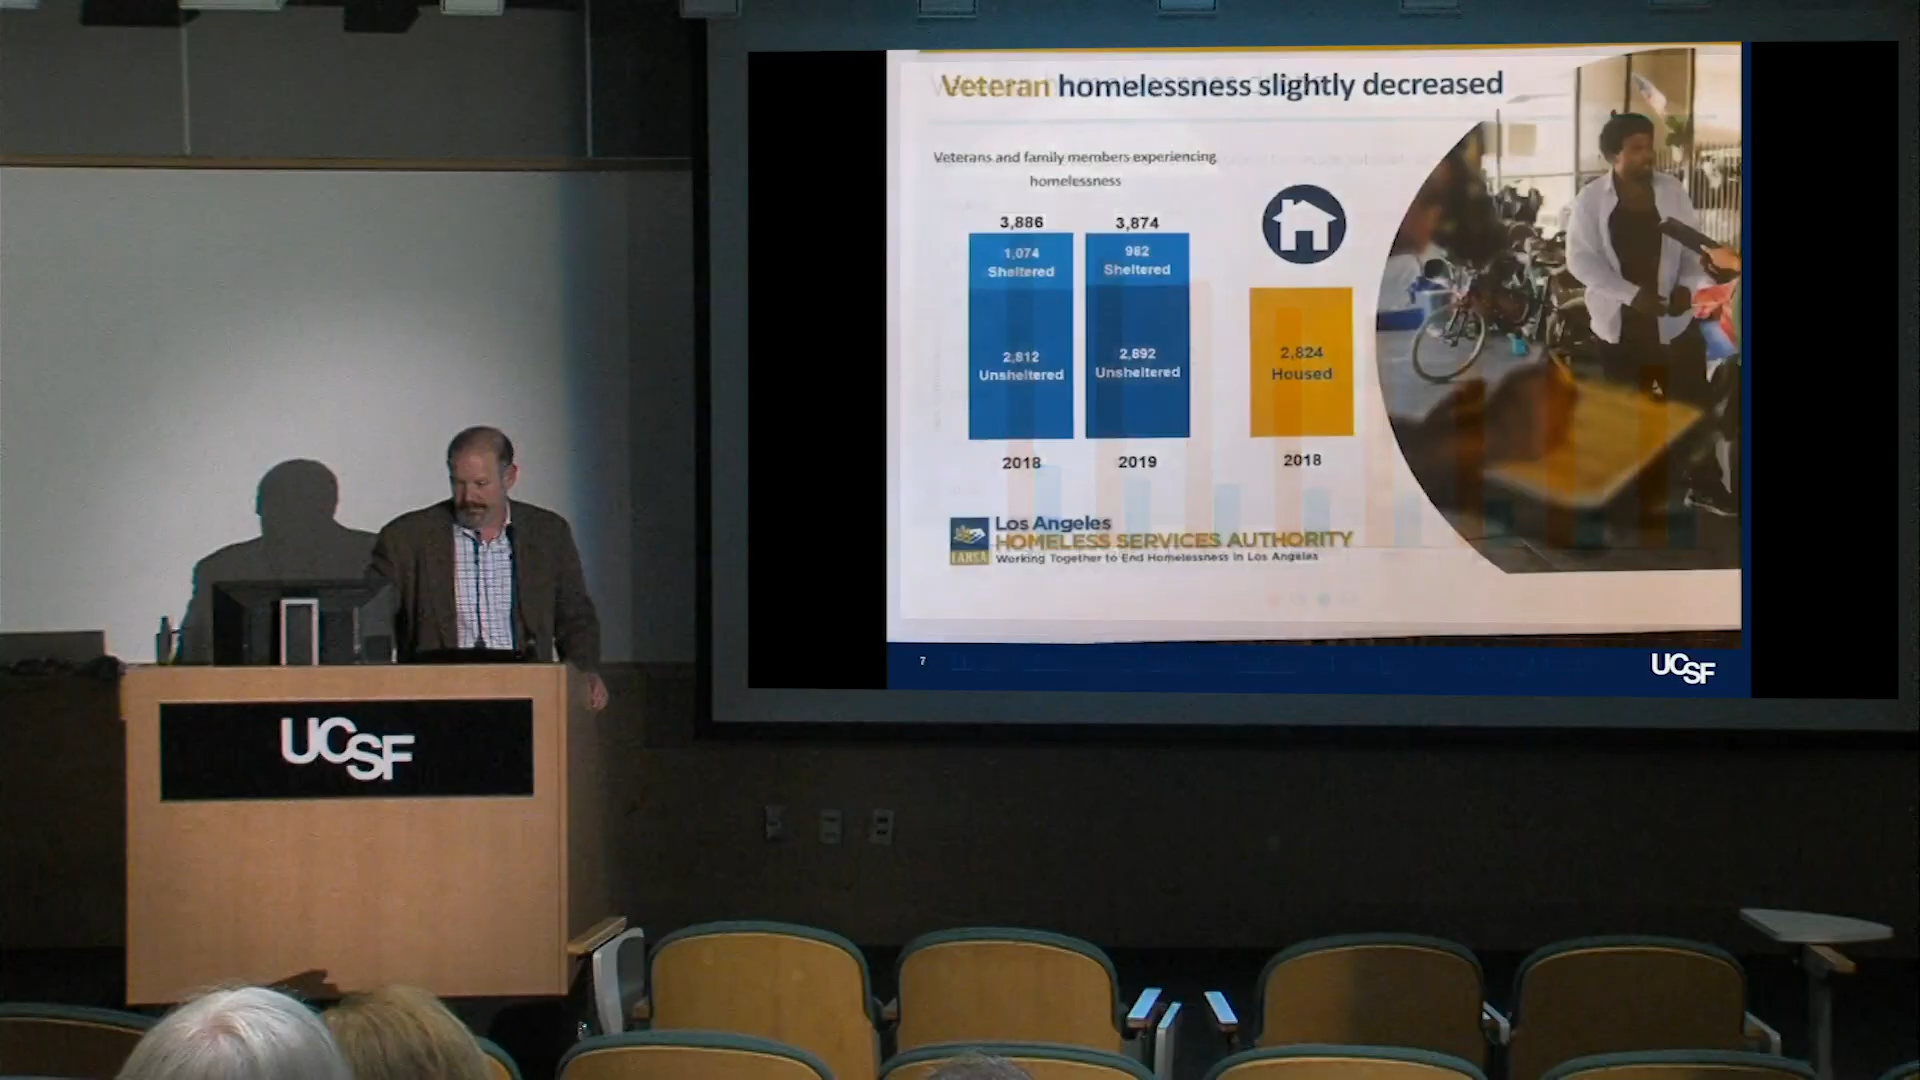 Veteran homelessness slightly decreased
Veterans and family members experiencing
homelessness
3,886
3,874
1,074
Sheltered
982
Sheltered
2,812
Unsheltered
2,892
Unsheltered
2,824
Housed
2018
2019
2018
LAHSA
Los Angeles
HOMELESS SERVICES AUTHORITY
Working Together to End Homelessness in Los Angeles
7
UCSF
UCSF